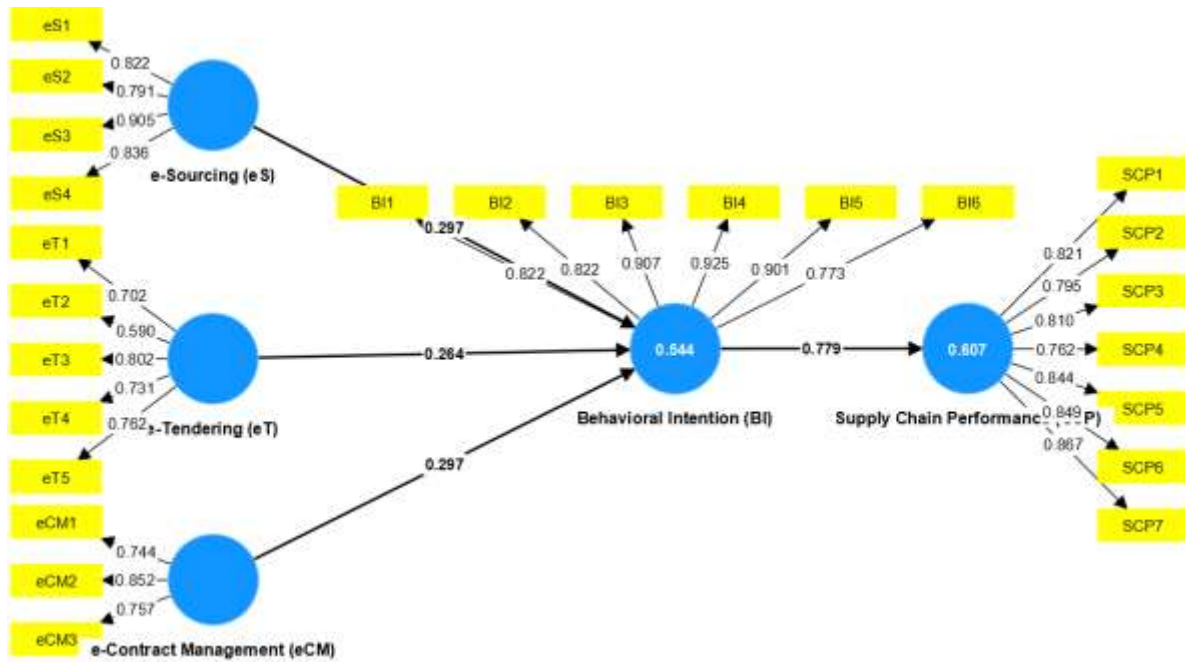 eS1
0.822
eS2
0.791
eS3
0.905
0.836
eS4
e-Sourcing (eS)
eT1
0.702
eT2
0.590
eT3
0.802
0.731
eT4
0.762
e-Tendering (eT)
eT5
eCM1
0.744
eCM2
0.852
0.757
eCM3
e-Contract Management (eCM)
0.297
0.264
0.297
BI1
BI2
BI3
BI4
BI5
BI6
0.822
0.822
0.907
0.925
0.901
0.773
0.544
Behavioral Intention (BI)
0.779
0.607
Supply Chain Performanc P)
SCP1
0.821
SCP2
0.795
SCP3
0.810
0.762
SCP4
0.844
SCP5
0.849
SCP6
0.867
SCP7